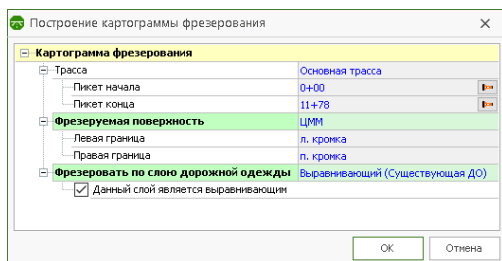 Построение картограммы фрезерования
Картограмма фрезерования
Трасса Основная трасса
Пикет начала 0+00
Пикет конца 11+78
Фрезеруемая поверхность ЦММ
Левая граница л. кромка
Правая граница п. кромка
Фрезеровать по слою дорожной одежды Выравнивающий (Существующая ДО)
Данный слой является выравнивающим
ОК Отмена